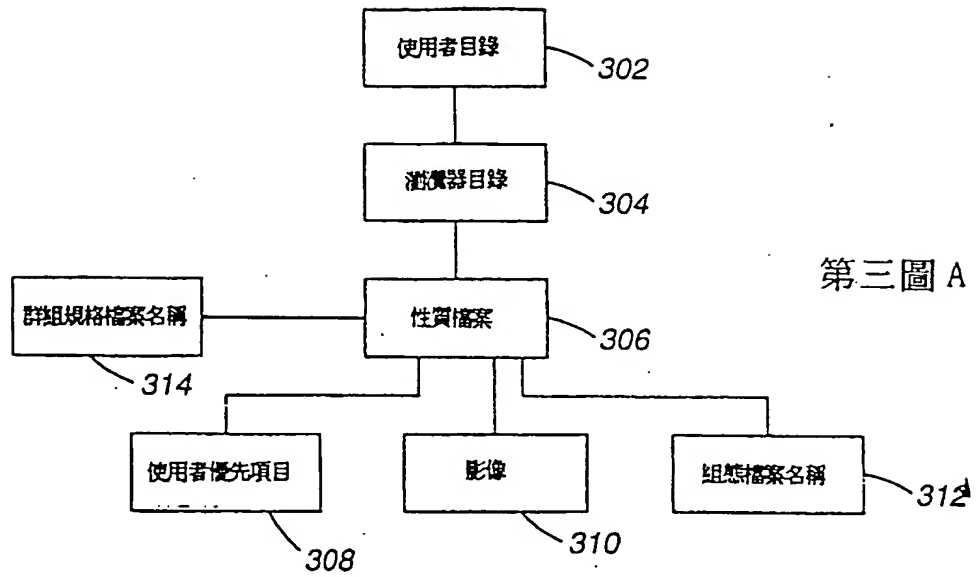 使用者目錄
302
瀏覽器目錄
304
第三圖 A
群組規格檔案名稱
314
性質檔案
306
使用者優先項目
308
影像
310
組態檔案名稱
312